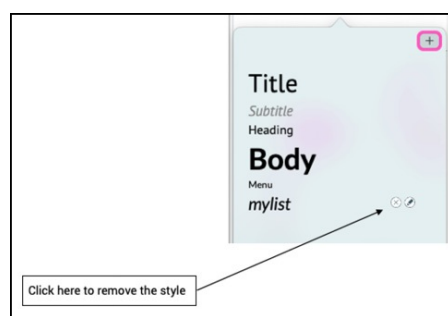 +
Title
Subtitle
Heading
Body
Menu
mylist
Click here to remove the style